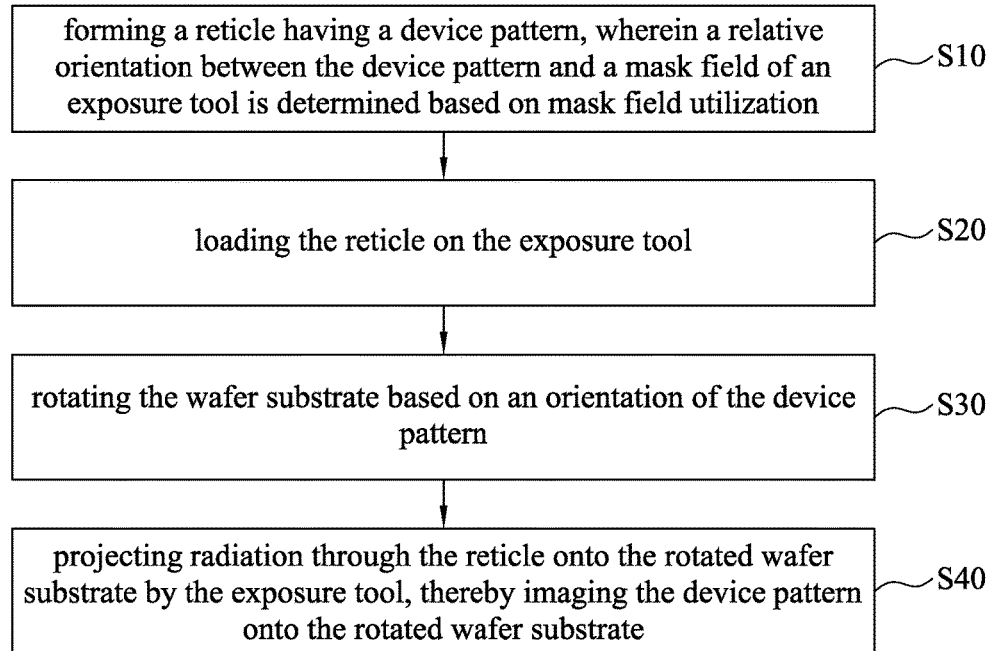 forming a reticle having a device pattern, wherein a relative
orientation between the device pattern and a mask field of an
exposure tool is determined based on mask field utilization
S10
loading the reticle on the exposure tool
S20
rotating the wafer substrate based on an orientation of the device
pattern
S30
projecting radiation through the reticle onto the rotated wafer
substrate by the exposure tool, thereby imaging the device pattern
onto the rotated wafer substrate
S40